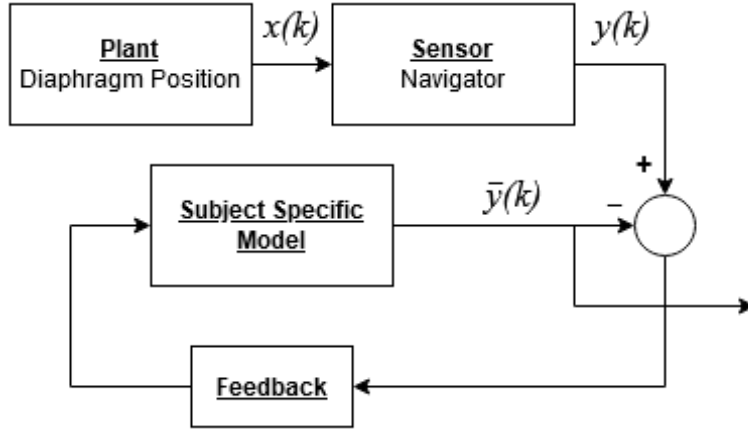 Plant
Diaphragm Position
x(k)
Sensor
Navigator
y(k)
+
Subject Specific
Model
ȳ(k)
−
Feedback